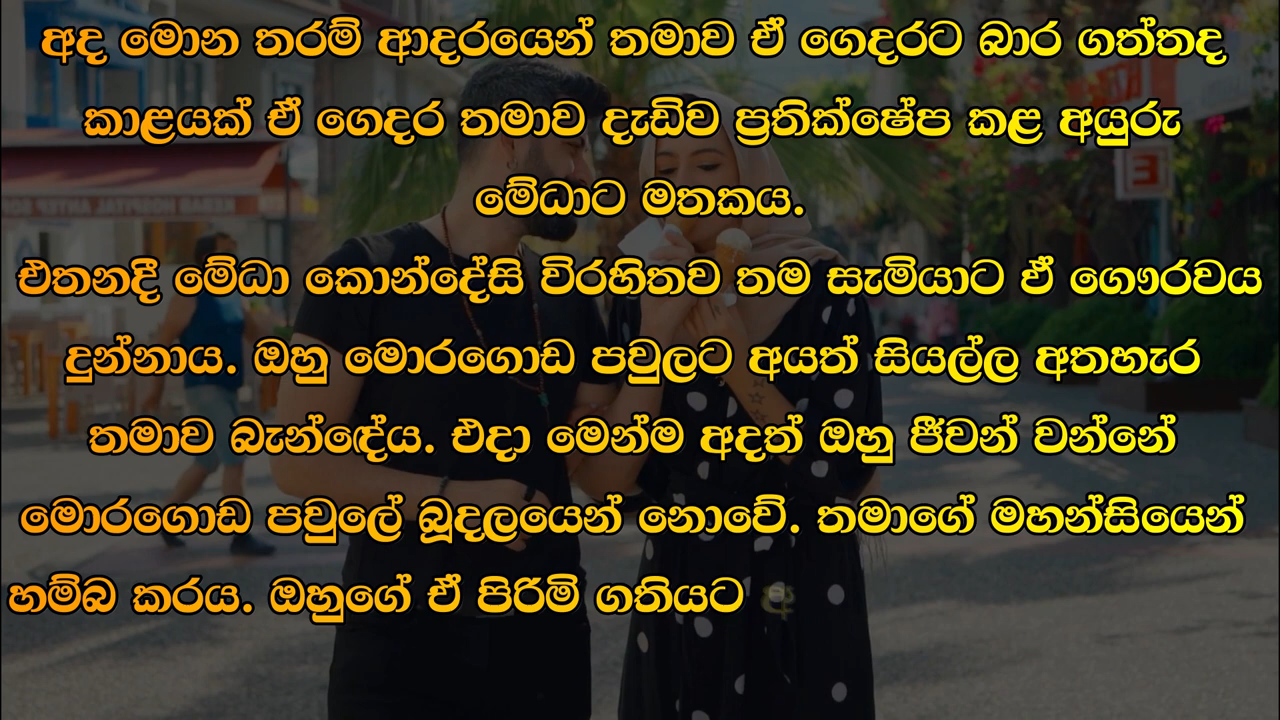 අද මොන තරම් ආදරයෙන් තමාව ඒ ගෙදරට බාර ගත්තද
කාළයක් ඒ ගෙදර තමාව දැඩිව ප්‍රතික්ෂේප කළ අයුරු
මේධාට මතකය.
එතනදී මේධා කොන්දේසි විරහිතව තම සැමියාට ඒ ගෞරවය
දුන්නාය. ඔහු මොරගොඩ පවුලට අයත් සියල්ල අතහැර
තමාව බැන්ඳේය. එදා මෙන්ම අදත් ඔහු ජීවන් වන්නේ
මොරගොඩ පවුලේ බූදලයෙන් නොවේ. තමාගේ මහන්සියෙන්
හම්බ කරය. ඔහුගේ ඒ පිරිමි ගතියට අ